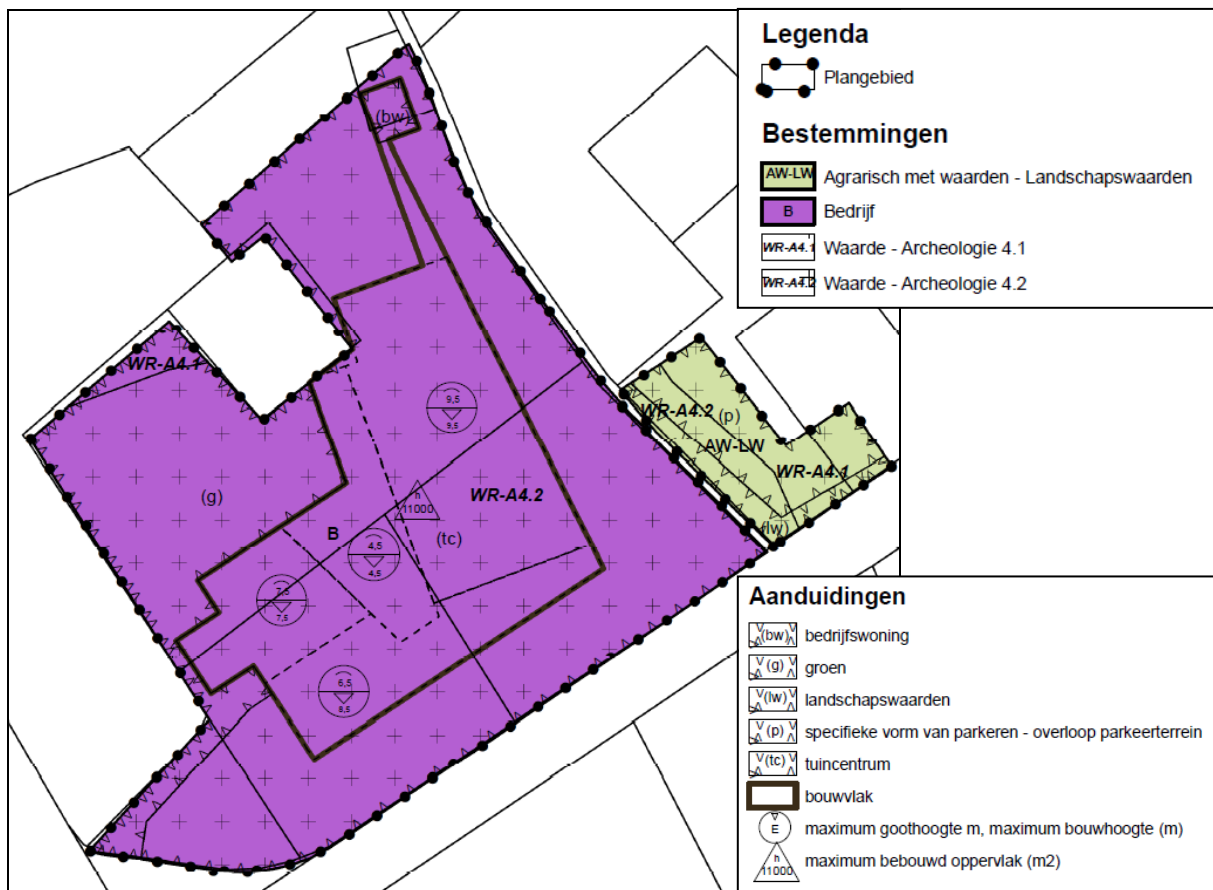 (bw)
WR-A4.1
9,5
9,5
(g)
h
11000
WR-A4.2
B
4,5
4,5
(tc)
7,5
7,5
6,5
8,5
WR-A4.2
(p)
AW-LW
WR-A4.1
(lw)
Legenda
Plangebied
Bestemmingen
AW-LW Agrarisch met waarden - Landschapswaarden
B Bedrijf
WR-A4.1 Waarde - Archeologie 4.1
WR-A4.2 Waarde - Archeologie 4.2
Aanduidingen
(bw) bedrijfswoning
(g) groen
(lw) landschapswaarden
(p) specifieke vorm van parkeren - overloop parkeerterrein
(tc) tuincentrum
bouwvlak
E maximum goothoogte m, maximum bouwhoogte (m)
h
11000 maximum bebouwd oppervlak (m2)